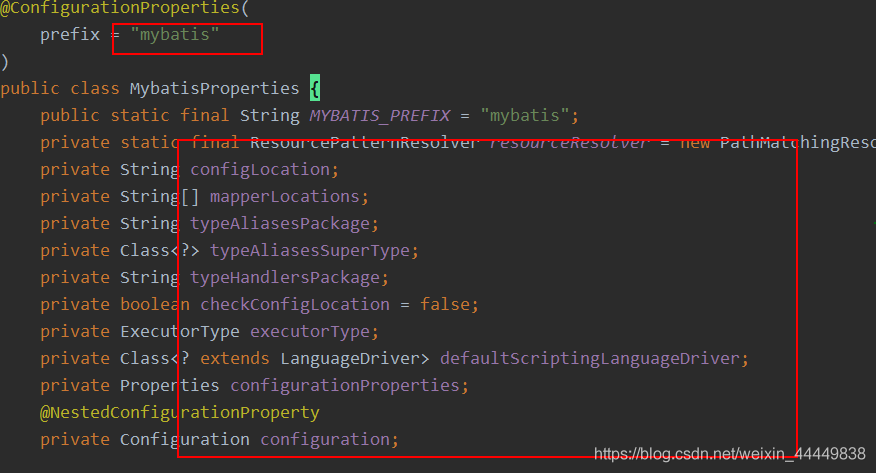 @ConfigurationProperties(
    prefix = "mybatis"
)
public class MybatisProperties {
    public static final String MYBATIS_PREFIX = "mybatis";
    private static final ResourcePatternResolver resourceResolver = new PathMatchingReso
    private String configLocation;
    private String[] mapperLocations;
    private String typeAliasesPackage;
    private Class<?> typeAliasesSuperType;
    private String typeHandlersPackage;
    private boolean checkConfigLocation = false;
    private ExecutorType executorType;
    private Class<? extends LanguageDriver> defaultScriptingLanguageDriver;
    private Properties configurationProperties;
    @NestedConfigurationProperty
    private Configuration configuration;
https://blog.csdn.net/weixin_44449838